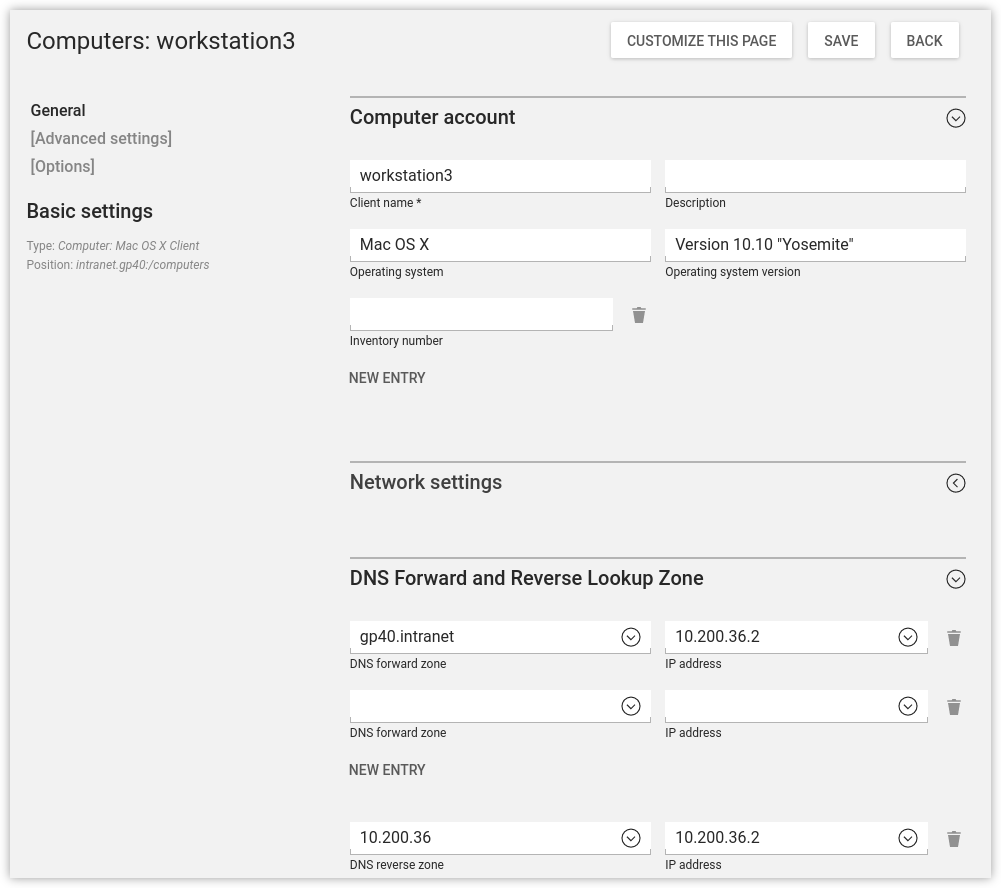 Computers: workstation3
CUSTOMIZE THIS PAGE
SAVE
BACK
General
[Advanced settings]
[Options]
Basic settings
Type: Computer: Mac OS X Client
Position: intranet.gp40:/computers
Computer account
workstation3
Client name *
Description
Mac OS X
Operating system
Version 10.10 "Yosemite"
Operating system version
Inventory number
NEW ENTRY
Network settings
DNS Forward and Reverse Lookup Zone
gp40.intranet
DNS forward zone
10.200.36.2
IP address
DNS forward zone
IP address
NEW ENTRY
10.200.36
DNS reverse zone
10.200.36.2
IP address